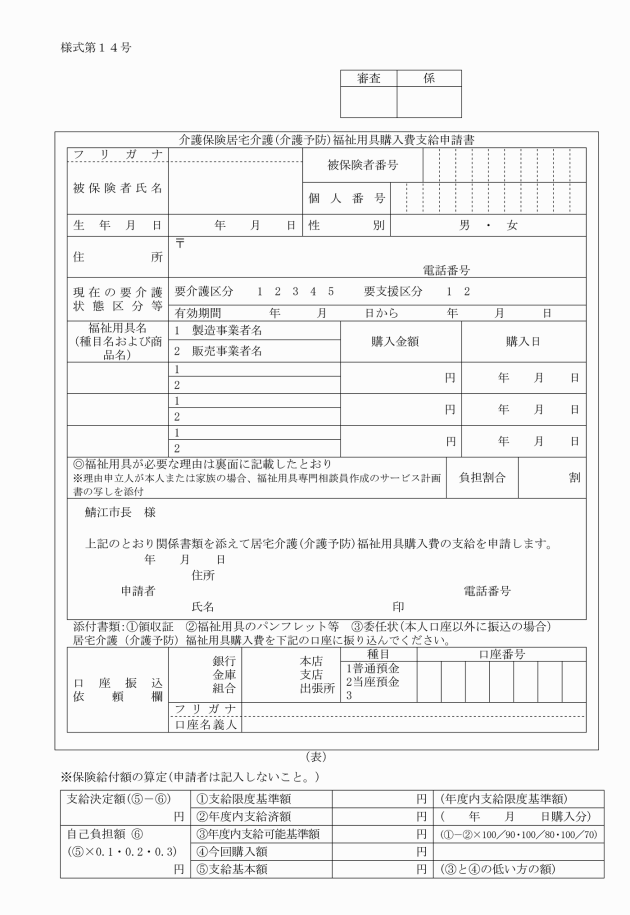 様式第１４号
審査 係
介護保険居宅介護(介護予防)福祉用具購入費支給申請書
フリガナ
被保険者番号
被保険者氏名
個人番号
生年月日 年 月 日 性別 男 ・ 女
住所 〒
電話番号
現在の要介護状態区分等 要介護区分 1 2 3 4 5 要支援区分 1 2
有効期間 年 月 日から 年 月 日
福祉用具名
(種目名および商品名)
1 製造事業者名
2 販売事業者名
購入金額 購入日
1
2
円 年 月 日
1
2
円 年 月 日
1
2
円 年 月 日
◎福祉用具が必要な理由は裏面に記載したとおり
※理由申立人が本人または家族の場合、福祉用具専門相談員作成のサービス計画
書の写しを添付
負担割合 割
鯖江市長 様
上記のとおり関係書類を添えて居宅介護(介護予防)福祉用具購入費の支給を申請します。
年 月 日
住所
申請者 電話番号
氏名 印
添付書類:①領収証 ②福祉用具のパンフレット等 ③委任状(本人口座以外に振込の場合)
居宅介護（介護予防）福祉用具購入費を下記の口座に振り込んでください。
口座振込
依頼欄
銀行
金庫
組合
本店
支店
出張所
種目
1普通預金
2当座預金
3
口座番号
フリガナ
口座名義人
(表)
※保険給付額の算定(申請者は記入しないこと。)
支給決定額(⑤－⑥) ①支給限度基準額 円 (年度内支給限度基準額)
円 ②年度内支給済額 円 ( 年 月 日購入分)
自己負担額 ⑥ ③年度内支給可能基準額 円 (①－②×100／90・100／80・100／70)
(⑤×0.1・0.2・0.3) ④今回購入額 円
円 ⑤支給基本額 円 (③と④の低い方の額)